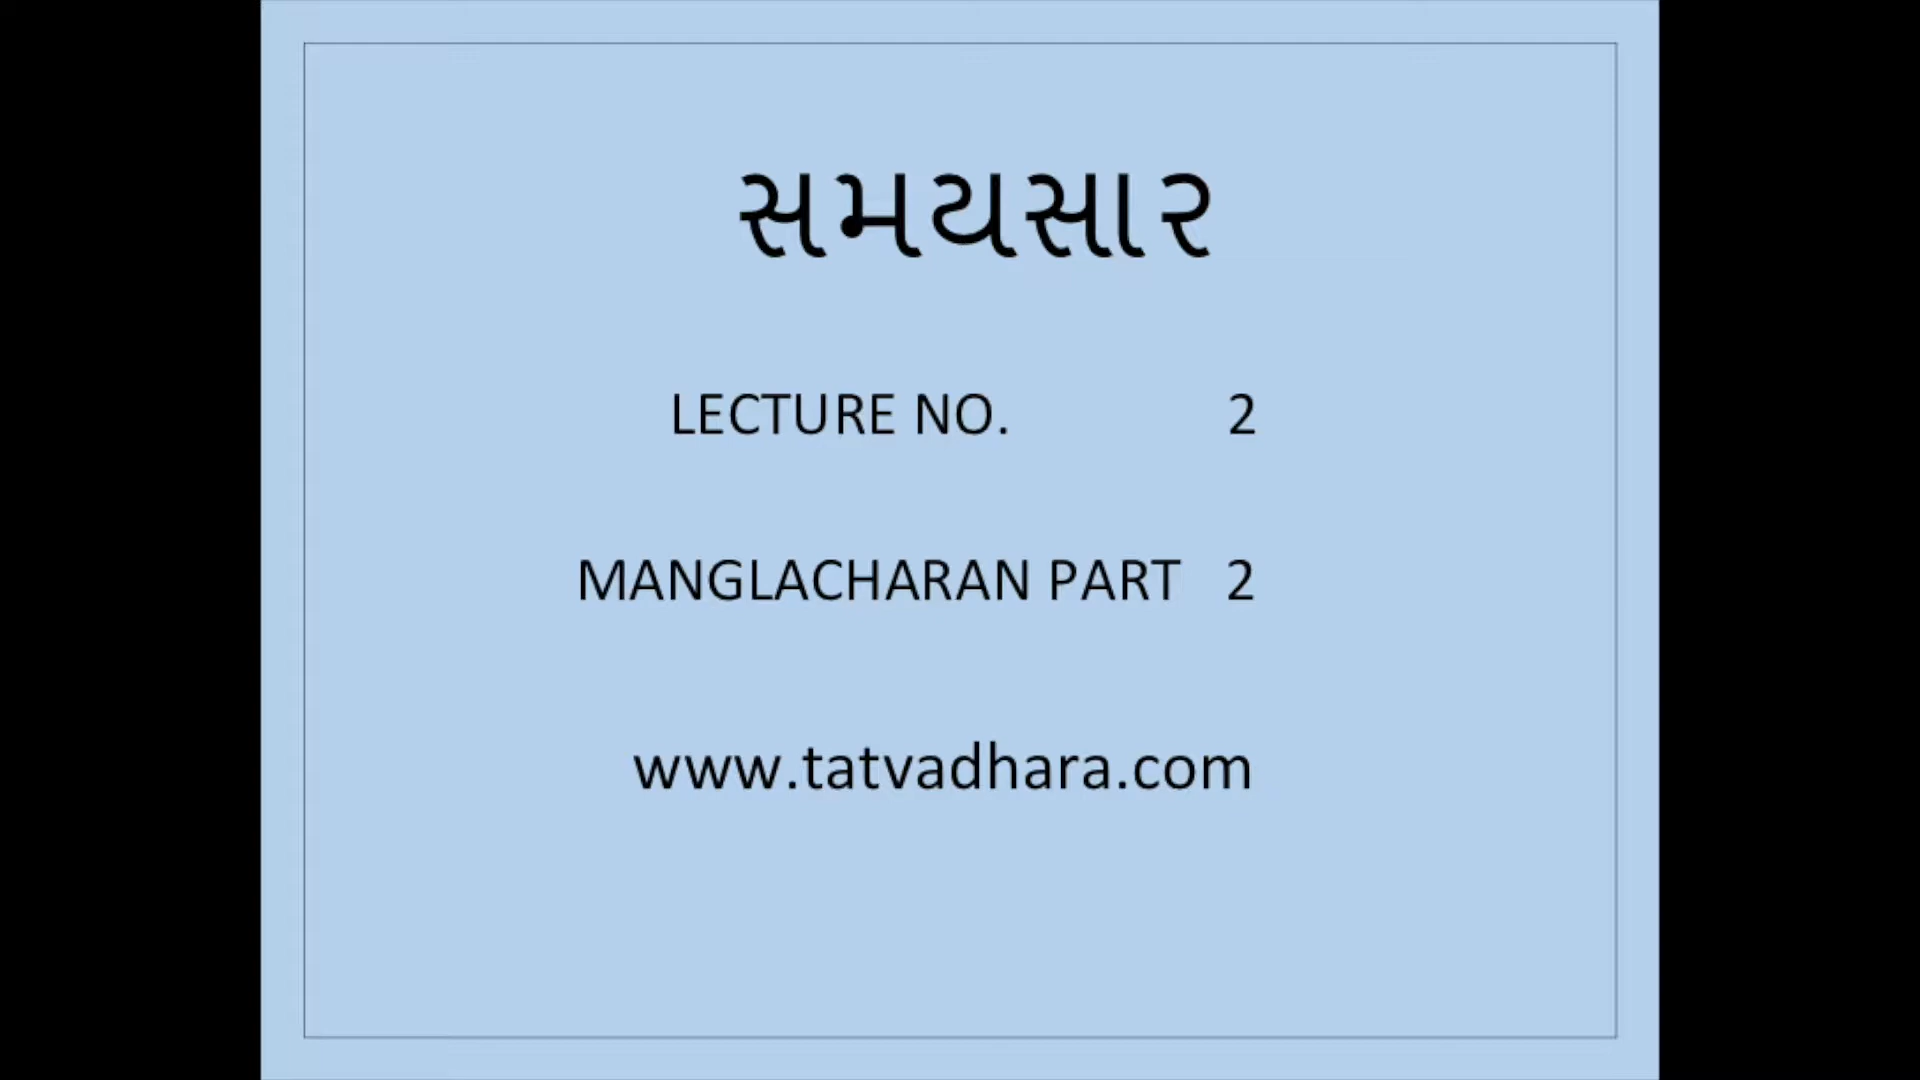 સમયસાર
LECTURE NO. 2
MANGLACHARAN PART 2
www.tatvadhara.com